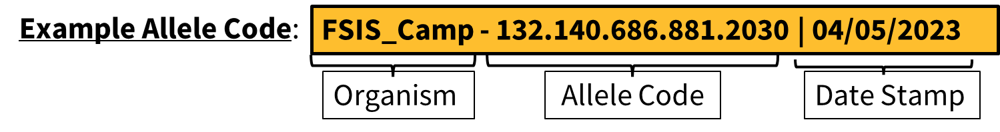 Example Allele Code: FSIS_Camp - 132.140.686.881.2030 | 04/05/2023
Organism Allele Code Date Stamp